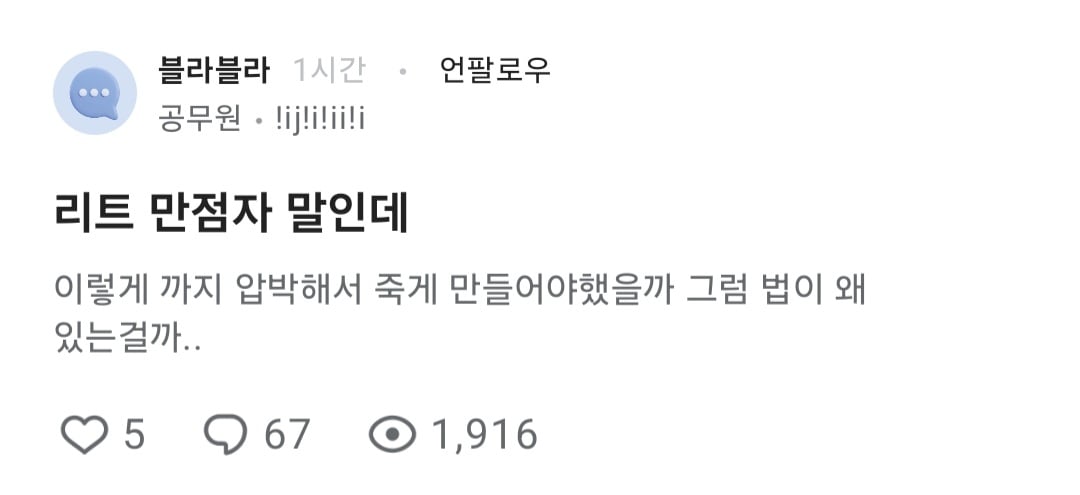 블라블라 1시간 • 언팔로우
공무원 • !ij!i!ii!i
리트 만점자 말인데
이렇게 까지 압박해서 죽게 만들어야했을까 그럼 법이 왜
있는걸까..
5 67 1,916